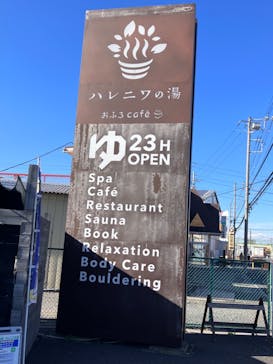 ハレニワの湯
おふろcafé
ゆ 23H
OPEN
Spa
Café
Restaurant
Sauna
Book
Relaxation
Body Care
Bouldering